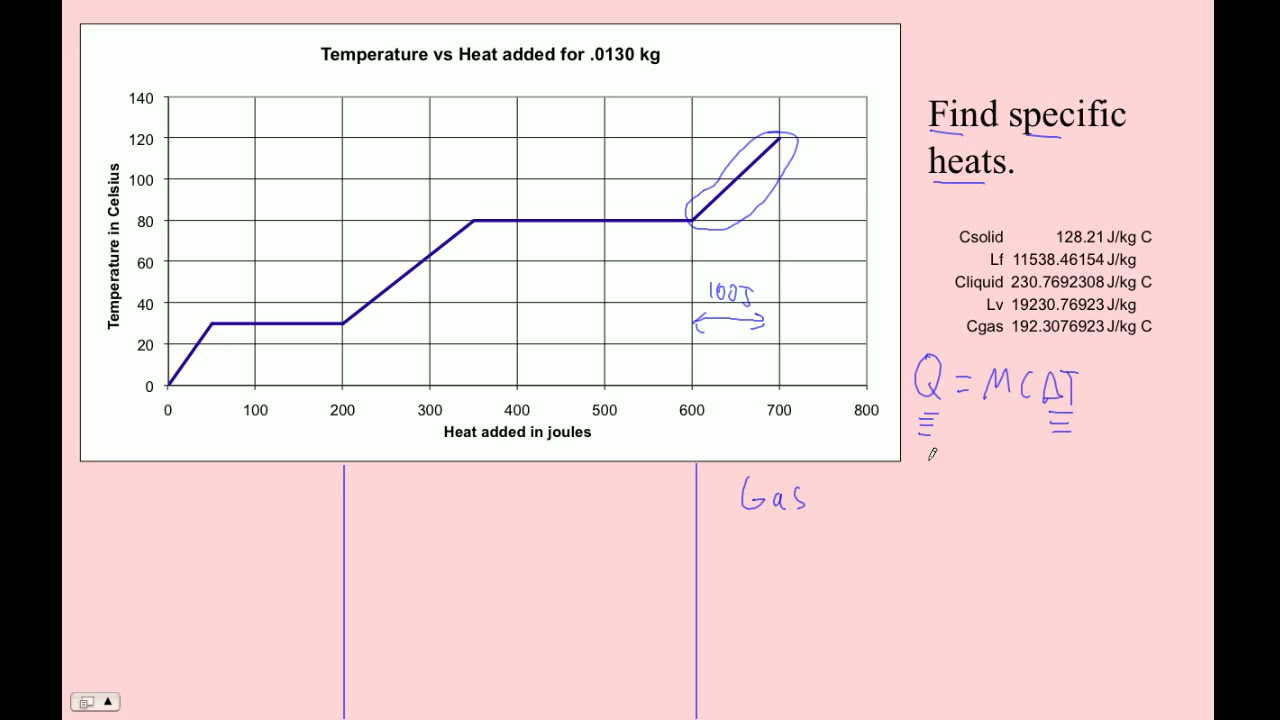 Temperature vs Heat added for .0130 kg
140
120
100
80
60
40
20
0
Temperature in Celsius
0 100 200 300 400 500 600 700 800
Heat added in joules
100J
Gas
Find specific
heats.
Csolid 128.21 J/kg C
Lf 11538.46154 J/kg
Cliquid 230.7692308 J/kg C
Lv 19230.76923 J/kg
Cgas 192.3076923 J/kg C
Q = MCΔT